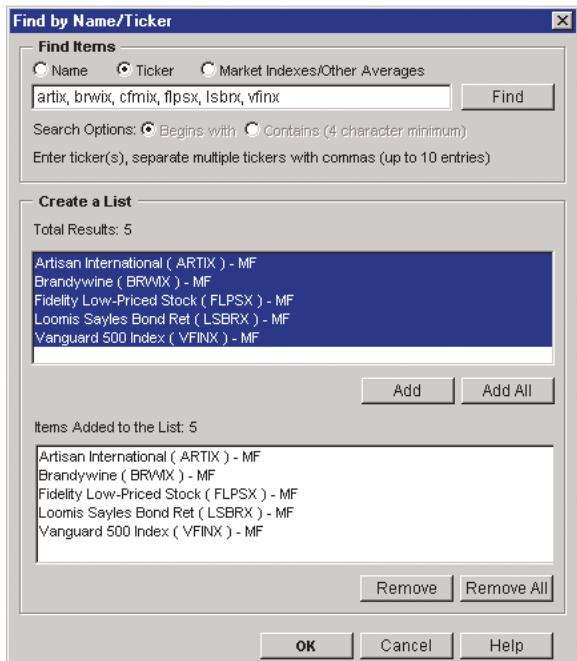 Find by Name/Ticker
Find Items
Name Ticker Market Indexes/Other Averages
artix, brwix, cfmix, flpsx, lsbrx, vfinx Find
Search Options: Begins with Contains (4 character minimum)
Enter ticker(s), separate multiple tickers with commas (up to 10 entries)
Create a List
Total Results: 5
Artisan International ( ARTIX ) - MF
Brandywine ( BRWIX ) - MF
Fidelity Low-Priced Stock ( FLPSX ) - MF
Loomis Sayles Bond Ret ( LSBRX ) - MF
Vanguard 500 Index ( VFINX ) - MF
Add Add All
Items Added to the List: 5
Artisan International ( ARTIX ) - MF
Brandywine ( BRWIX ) - MF
Fidelity Low-Priced Stock ( FLPSX ) - MF
Loomis Sayles Bond Ret ( LSBRX ) - MF
Vanguard 500 Index ( VFINX ) - MF
Remove Remove All
OK Cancel Help